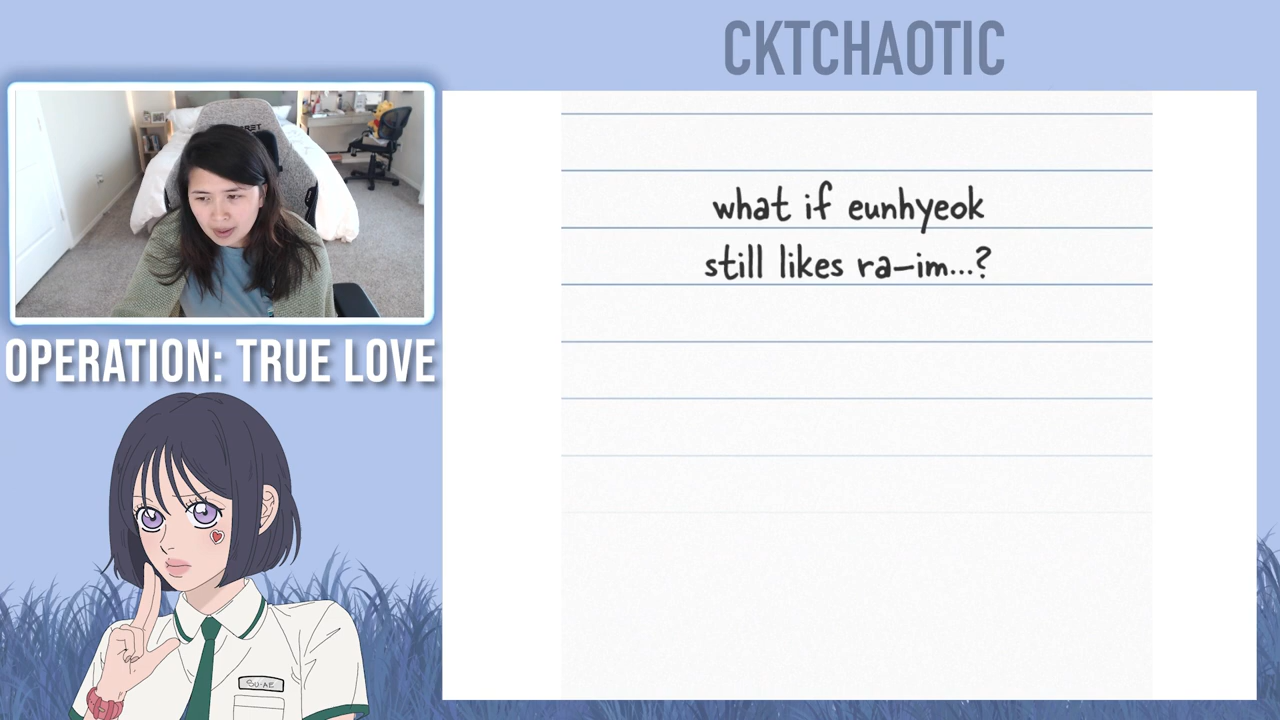 CKTCHAOTIC
what if eunhyeok
still likes ra-im...?
OPERATION: TRUE LOVE
SU-AE